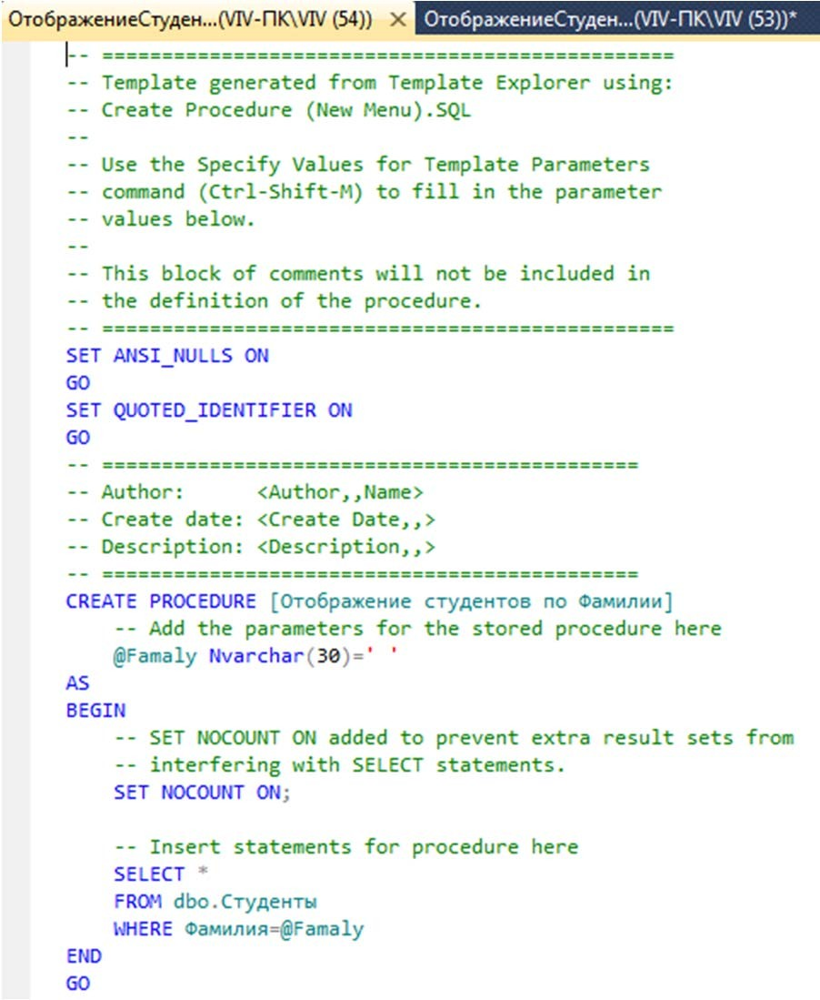 ОтображениеСтуден...(VIV-ПК\VIV (54)) × ОтображениеСтуден...(VIV-ПК\VIV (53))*
-- ================================================
-- Template generated from Template Explorer using:
-- Create Procedure (New Menu).SQL
--
-- Use the Specify Values for Template Parameters
-- command (Ctrl-Shift-M) to fill in the parameter
-- values below.
--
-- This block of comments will not be included in
-- the definition of the procedure.
-- ================================================
SET ANSI_NULLS ON
GO
SET QUOTED_IDENTIFIER ON
GO
-- =============================================
-- Author:      <Author,,Name>
-- Create date: <Create Date,,>
-- Description: <Description,,>
-- =============================================
CREATE PROCEDURE [Отображение студентов по Фамилии]
    -- Add the parameters for the stored procedure here
    @Famaly Nvarchar(30)=' '
AS
BEGIN
    -- SET NOCOUNT ON added to prevent extra result sets from
    -- interfering with SELECT statements.
    SET NOCOUNT ON;
    -- Insert statements for procedure here
    SELECT *
    FROM dbo.Студенты
    WHERE Фамилия=@Famaly
END
GO